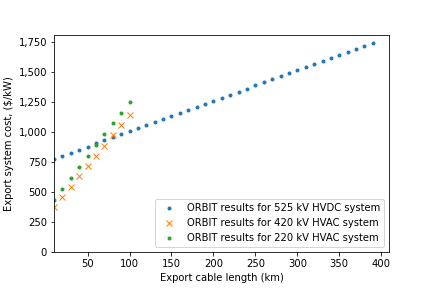 1,750
1,500
1,250
1,000
750
500
250
0
Export system cost, ($/kW)
ORBIT results for 525 kV HVDC system
ORBIT results for 420 kV HVAC system
ORBIT results for 220 kV HVAC system
50 100 150 200 250 300 350 400
Export cable length (km)